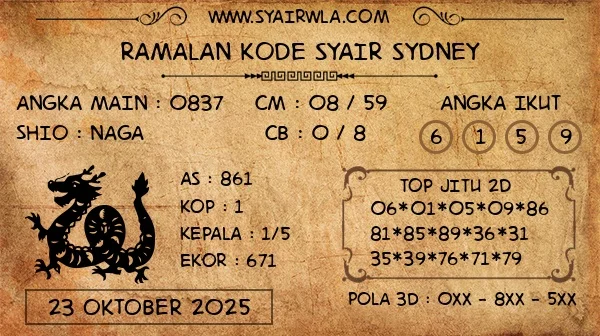 WWW.SYAIRWLA.COM
RAMALAN KODE SYAIR SYDNEY
ANGKA MAIN : 0837 CM : 08 / 59 ANGKA IKUT
SHIO : NAGA CB : 0 / 8 6 1 5 9
AS : 861
KOP : 1
KEPALA : 1/5
EKOR : 671
TOP JITU 2D
06*01*05*09*86
81*85*89*36*31
35*39*76*71*79
23 OKTOBER 2025
POLA 3D : 0XX - 8XX - 5XX